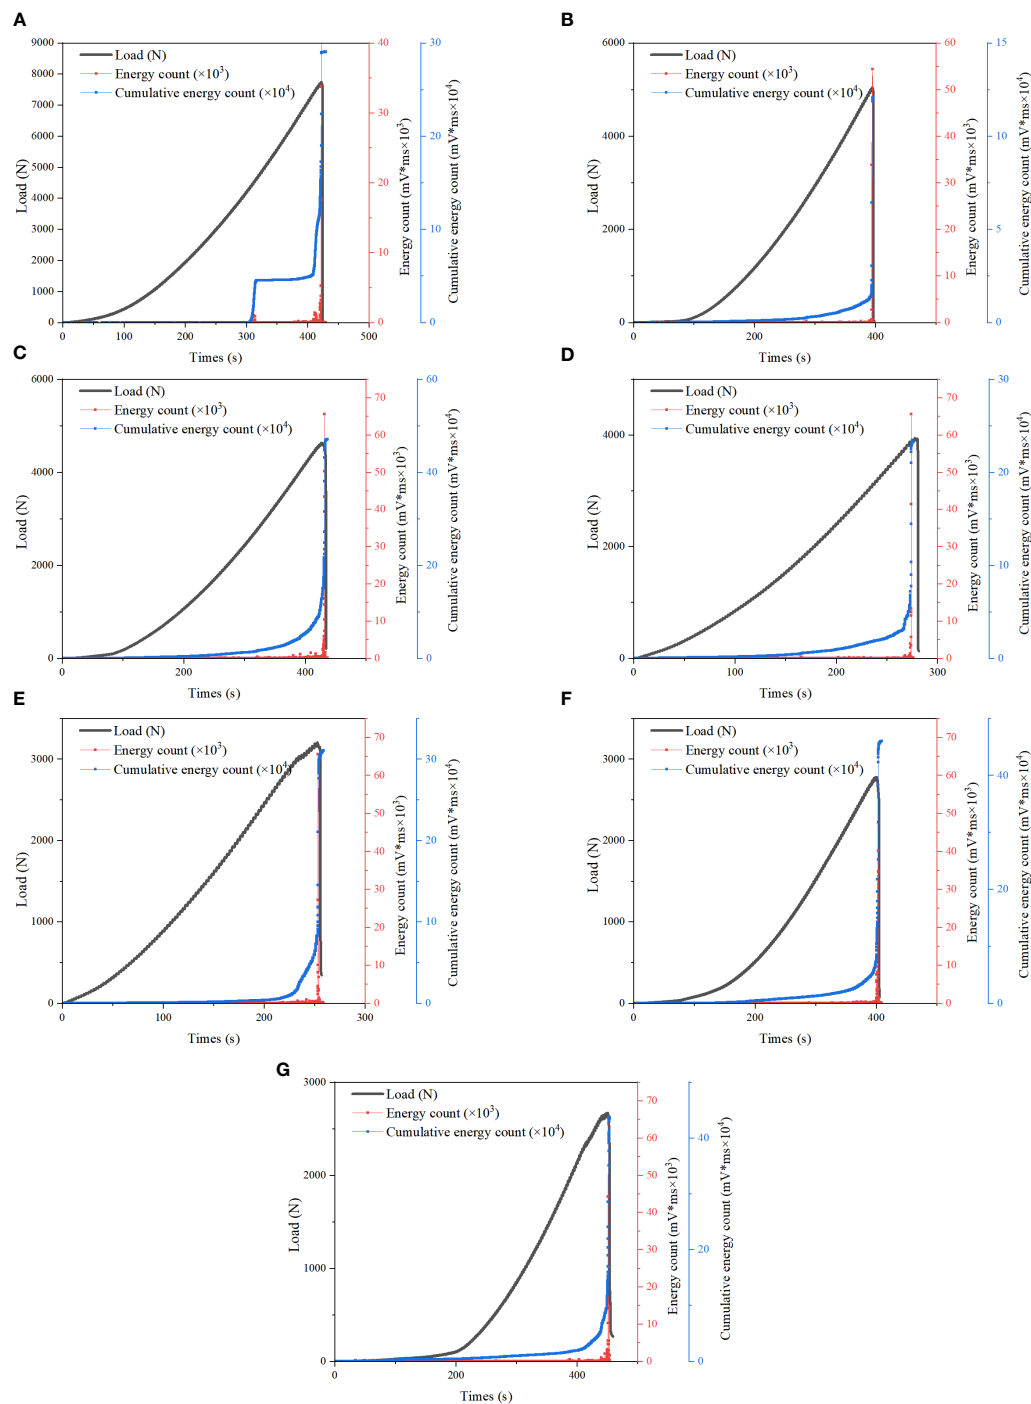 A
9000
8000
7000
6000
5000
4000
3000
2000
1000
0
Load (N)
Load (N)
Energy count (×10³)
Cumulative energy count (×10⁴)
0
100
200
300
400
500
Times (s)
40
30
20
10
0
Energy count (mV*ms×10³)
30
20
10
0
Cumulative energy count (mV*ms×10⁴)
B
6000
4000
2000
0
Load (N)
Load (N)
Energy count (×10³)
Cumulative energy count (×10⁴)
0
200
400
Times (s)
60
50
40
30
20
10
0
Energy count (mV*ms×10³)
15
10
5
0
Cumulative energy count (mV*ms×10⁴)
C
6000
4000
2000
0
Load (N)
Load (N)
Energy count (×10³)
Cumulative energy count (×10⁴)
0
200
400
Times (s)
70
60
50
40
30
20
10
0
Energy count (mV*ms×10³)
60
40
20
0
Cumulative energy count (mV*ms×10⁴)
D
4000
2000
0
Load (N)
Load (N)
Energy count (×10³)
Cumulative energy count (×10⁴)
0
100
200
300
Times (s)
70
60
50
40
30
20
10
0
Energy count (mV*ms×10³)
30
20
10
0
Cumulative energy count (mV*ms×10⁴)
E
3000
2000
1000
0
Load (N)
Load (N)
Energy count (×10³)
Cumulative energy count (×10⁴)
0
100
200
300
Times (s)
70
60
50
40
30
20
10
0
Energy count (mV*ms×10³)
30
20
10
0
Cumulative energy count (mV*ms×10⁴)
F
3000
2000
1000
0
Load (N)
Load (N)
Energy count (×10³)
Cumulative energy count (×10⁴)
0
200
400
Times (s)
70
60
50
40
30
20
10
0
Energy count (mV*ms×10³)
40
20
0
Cumulative energy count (mV*ms×10⁴)
G
3000
2000
1000
0
Load (N)
Load (N)
Energy count (×10³)
Cumulative energy count (×10⁴)
0
200
400
Times (s)
70
60
50
40
30
20
10
0
Energy count (mV*ms×10³)
40
20
0
Cumulative energy count (mV*ms×10⁴)